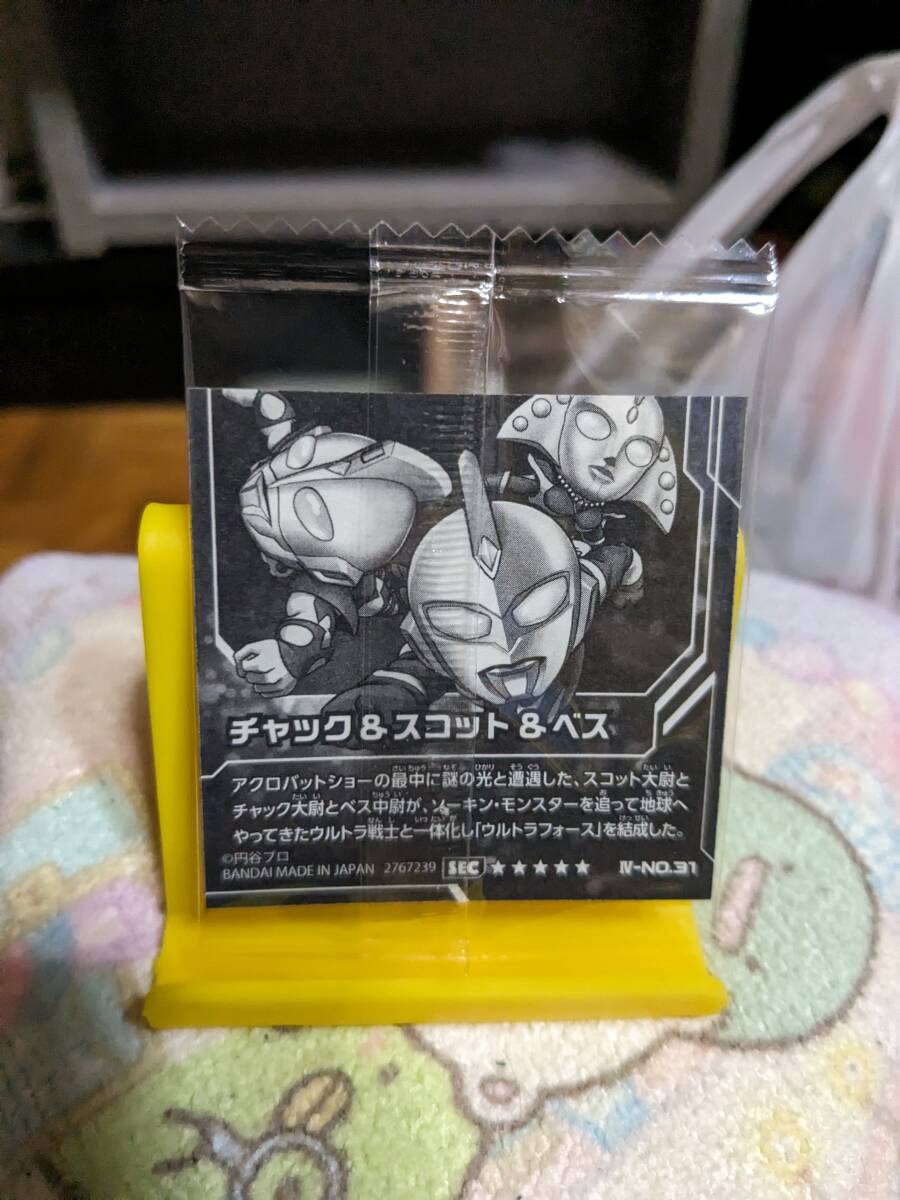 チャック&スコット&ベス
アクロバットショーの最中に謎の光と遭遇した、スコット大尉と
チャック大尉とベス中尉が、ソーキン・モンスターを追って地球へ
やってきたウルトラ戦士と一体化し「ウルトラフォース」を結成した。
©円谷プロ
BANDAI MADE IN JAPAN 2767239 SEC ★★★★★ Ⅳ-NO.31